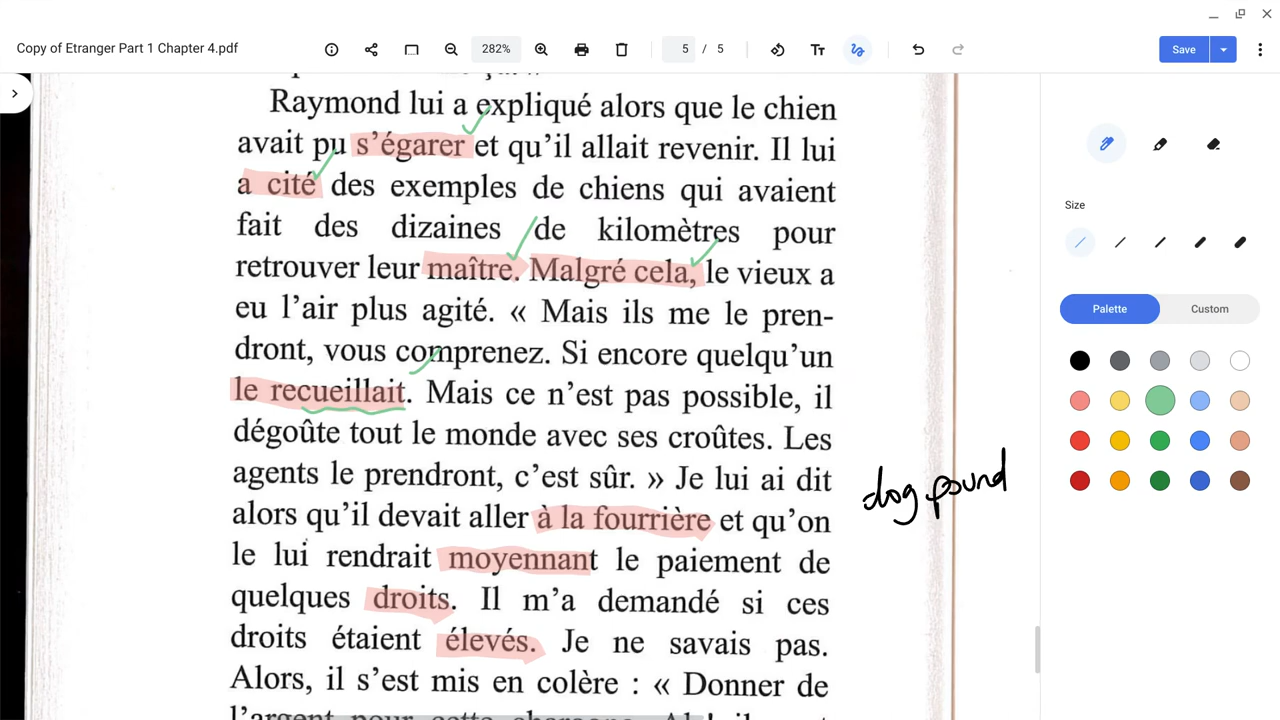 Copy of Etranger Part 1 Chapter 4.pdf
282%
5 / 5
Save
Raymond lui a expliqué alors que le chien
avait pu s'égarer et qu'il allait revenir. Il lui
a cité des exemples de chiens qui avaient
fait des dizaines de kilomètres pour
retrouver leur maître. Malgré cela, le vieux a
eu l'air plus agité. « Mais ils me le pren-
dront, vous comprenez. Si encore quelqu'un
le recueillait. Mais ce n'est pas possible, il
dégoûte tout le monde avec ses croûtes. Les
agents le prendront, c'est sûr. » Je lui ai dit
alors qu'il devait aller à la fourrière et qu'on
le lui rendrait moyennant le paiement de
quelques droits. Il m'a demandé si ces
droits étaient élevés. Je ne savais pas.
Alors, il s'est mis en colère : « Donner de
l'argent pour cette charogne.
dog pound
Size
Palette
Custom